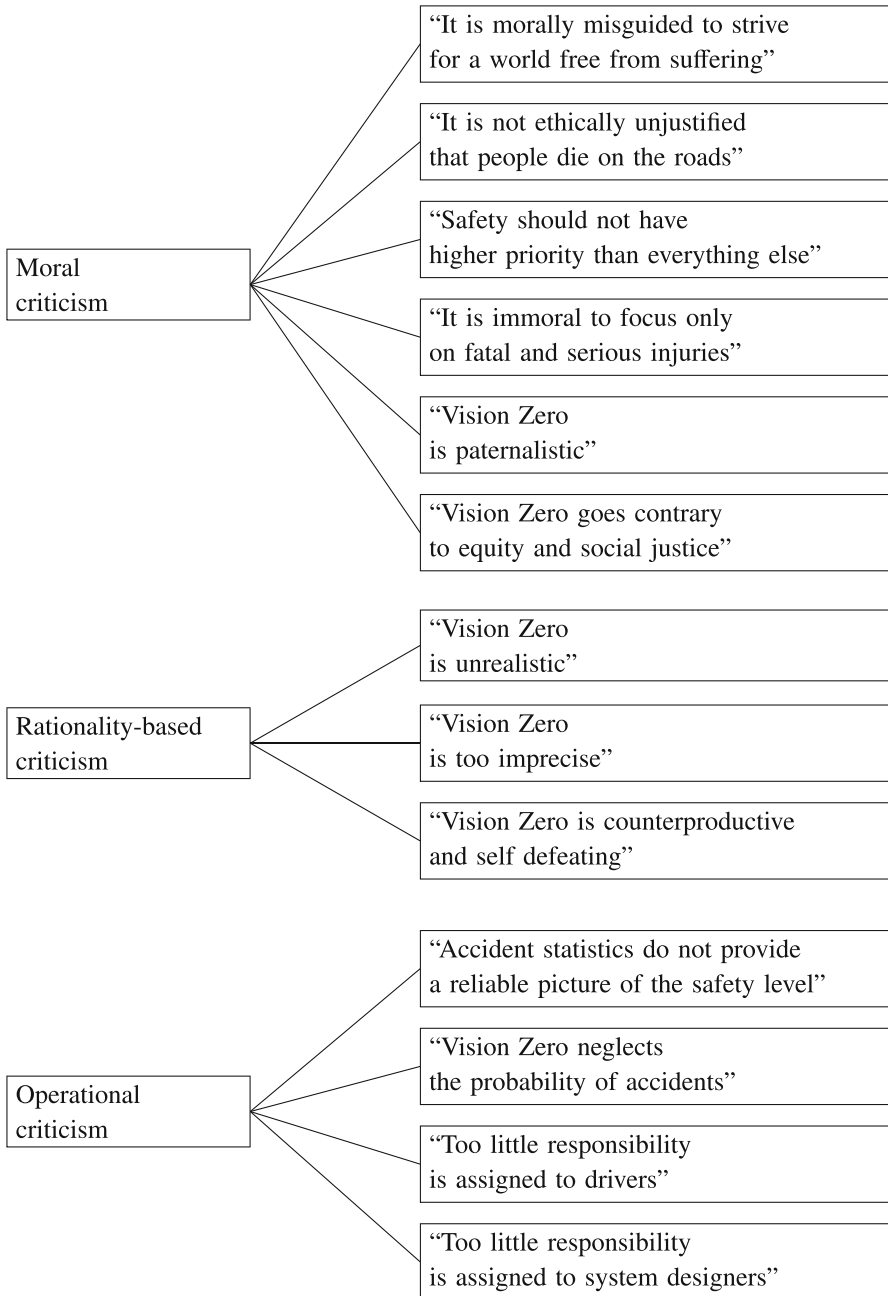 “It is morally misguided to strive
for a world free from suffering”
“It is not ethically unjustified
that people die on the roads”
“Safety should not have
higher priority than everything else”
Moral
criticism
“It is immoral to focus only
on fatal and serious injuries”
“Vision Zero
is paternalistic”
“Vision Zero goes contrary
to equity and social justice”
“Vision Zero
is unrealistic”
Rationality-based
criticism
“Vision Zero
is too imprecise”
“Vision Zero is counterproductive
and self defeating”
“Accident statistics do not provide
a reliable picture of the safety level”
“Vision Zero neglects
the probability of accidents”
Operational
criticism
“Too little responsibility
is assigned to drivers”
“Too little responsibility
is assigned to system designers”